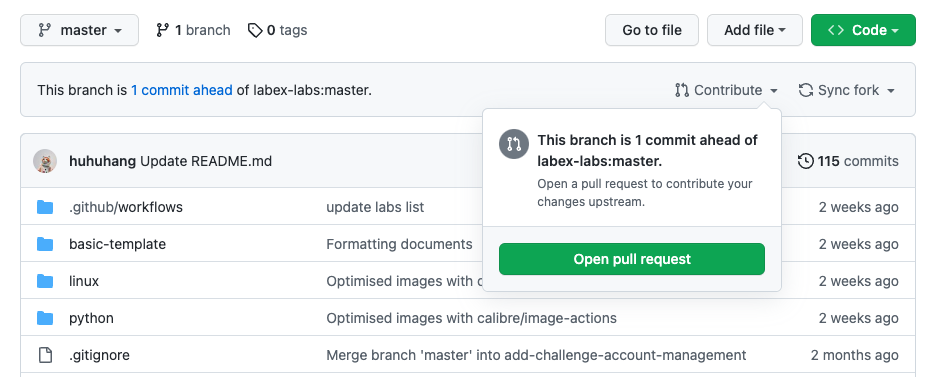 master 1 branch 0 tags Go to file Add file Code
This branch is 1 commit ahead of labex-labs:master. Contribute Sync fork
This branch is 1 commit ahead of
labex-labs:master.
Open a pull request to contribute your
changes upstream.
Open pull request
huhuhang Update README.md 115 commits
.github/workflows update labs list 2 weeks ago
basic-template Formatting documents 2 weeks ago
linux Optimised images with 2 weeks ago
python Optimised images with calibre/image-actions 2 weeks ago
.gitignore Merge branch 'master' into add-challenge-account-management 2 months ago